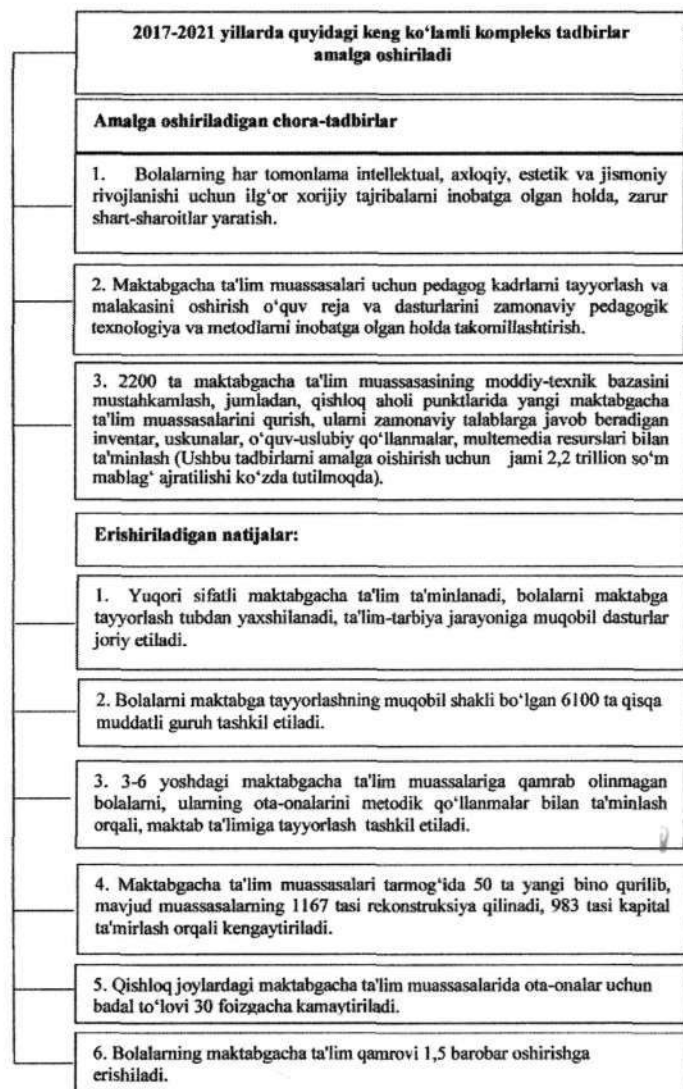 2017-2021 yillarda quyidagi keng ko‘lamli kompleks tadbirlar
amalga oshiriladi
Amalga oshiriladigan chora-tadbirlar
1. Bolalarning har tomonlama intellektual, axloqiy, estetik va jismoniy
rivojlanishi uchun ilg‘or xorijiy tajribalarni inobatga olgan holda, zarur
shart-sharoitlar yaratish.
2. Maktabgacha ta'lim muassasalari uchun pedagog kadrlarni tayyorlash va
malakasini oshirish o‘quv reja va dasturlarini zamonaviy pedagogik
texnologiya va metodlarni inobatga olgan holda takomillashtirish.
3. 2200 ta maktabgacha ta'lim muassasasining moddiy-texnik bazasini
mustahkamlash, jumladan, qishloq aholi punktlarida yangi maktabgacha
ta'lim muassasalarini qurish, ularni zamonaviy talablarga javob beradigan
inventar, uskunalar, o‘quv-uslubiy qo‘llanmalar, multemedia resurslari bilan
ta'minlash (Ushbu tadbirlarni amalga oishirish uchun jami 2,2 trillion so‘m
mablag‘ ajratilishi ko‘zda tutilmoqda).
Erishiriladigan natijalar:
1. Yuqori sifatli maktabgacha ta'lim ta'minlanadi, bolalarni maktabga
tayyorlash tubdan yaxshilanadi, ta'lim-tarbiya jarayoniga muqobil dasturlar
joriy etiladi.
2. Bolalarni maktabga tayyorlashning muqobil shakli bo‘lgan 6100 ta qisqa
muddatli guruh tashkil etiladi.
3. 3-6 yoshdagi maktabgacha ta'lim muassalariga qamrab olinmagan
bolalarni, ularning ota-onalarini metodik qo‘llanmalar bilan ta'minlash
orqali, maktab ta'limiga tayyorlash tashkil etiladi.
4. Maktabgacha ta'lim muassasalari tarmog‘ida 50 ta yangi bino qurilib,
mavjud muassasalarning 1167 tasi rekonstruksiya qilinadi, 983 tasi kapital
ta'mirlash orqali kengaytiriladi.
5. Qishloq joylardagi maktabgacha ta'lim muassasalarida ota-onalar uchun
badal to‘lovi 30 foizgacha kamaytiriladi.
6. Bolalarning maktabgacha ta'lim qamrovi 1,5 barobar oshirishga
erishiladi.